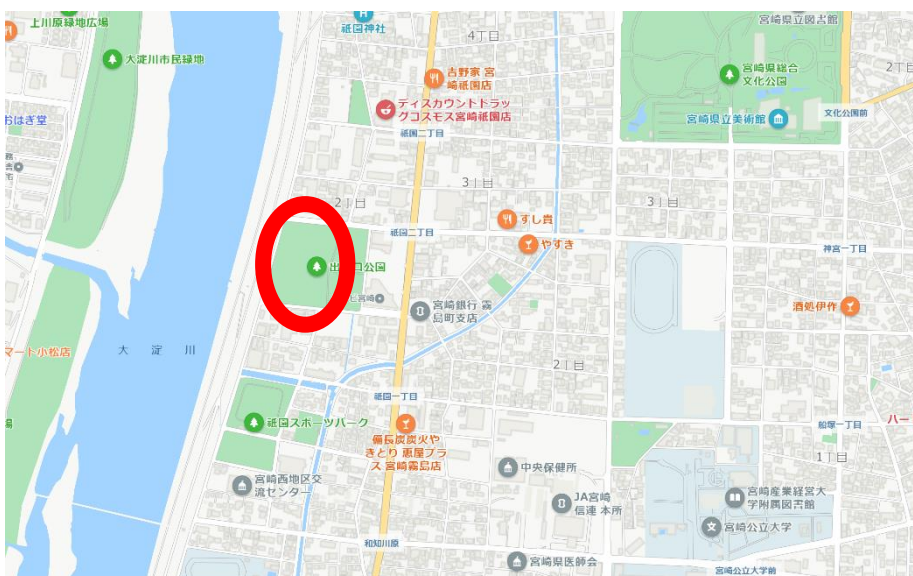 上川原緑地広場
祇園神社
宮崎県立図書館
4丁目
大淀川市民緑地
吉野家 宮
崎祇園店
宮崎県総合
文化公園
2丁
ディスカウントドラッ
グコスモス宮崎祇園店
おはぎ堂
宮崎県立美術館
文化公園前
祇園二丁目
3丁目
2丁目
3丁目
すし貴
祇園二丁目
やすき
神宮一丁目
公園
宮崎銀行 霧
島町支店
酒処伊作
マート小松店
大 淀 川
2丁目
祇園一丁目
祇園スポーツパーク
備長炭炭火や
きとり 恵屋プラ
ス 宮崎霧島店
船塚一丁目
ハー
1丁目
中央保健所
宮崎西地区交
流センター
JA宮崎
信連 本所
宮崎産業経営大
学附属図書館
宮崎公立大学
和知川原
宮崎県医師会
宮崎公立大学前